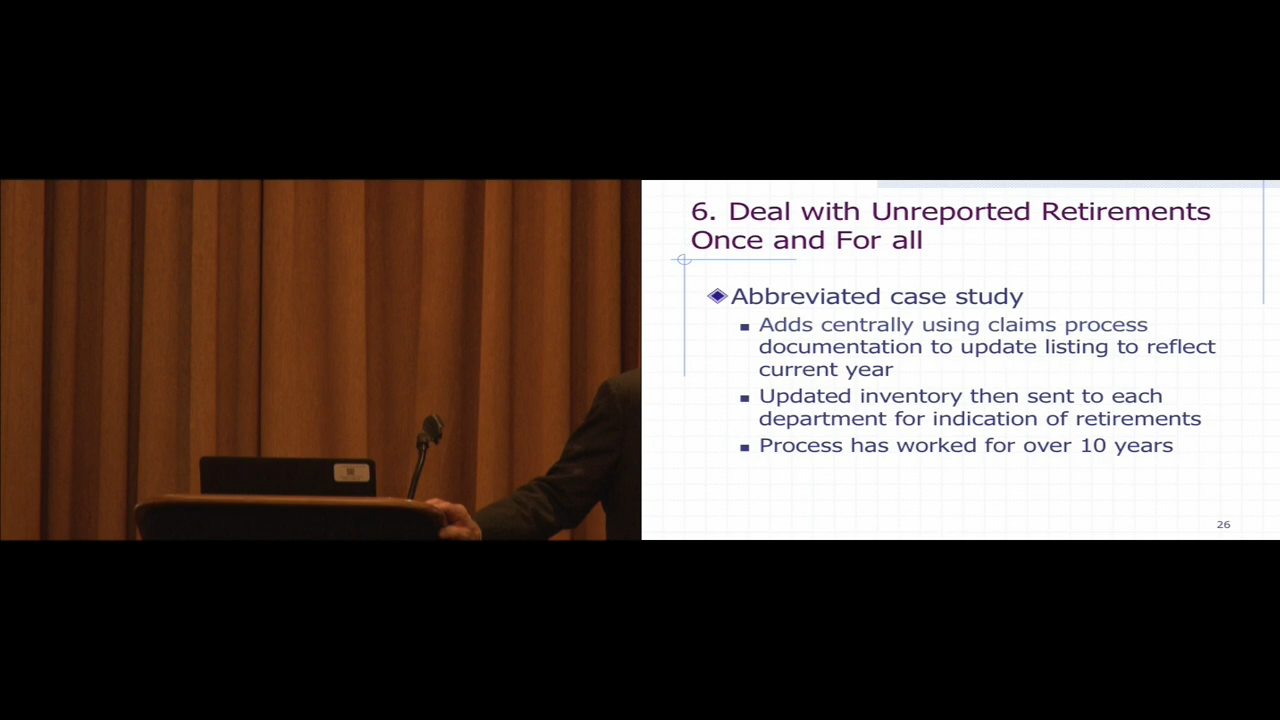 6. Deal with Unreported Retirements
Once and For all
Abbreviated case study
Adds centrally using claims process
documentation to update listing to reflect
current year
Updated inventory then sent to each
department for indication of retirements
Process has worked for over 10 years
26